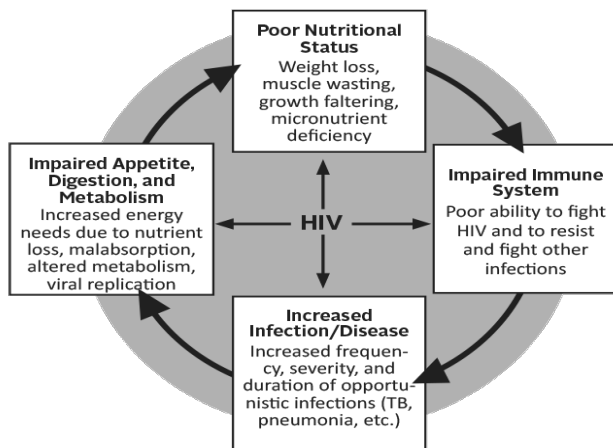 Poor Nutritional
Status
Weight loss,
muscle wasting,
growth faltering,
micronutrient
deficiency
Impaired Appetite,
Digestion, and
Metabolism
Increased energy
needs due to nutrient
loss, malabsorption,
altered metabolism,
viral replication
HIV
Impaired Immune
System
Poor ability to fight
HIV and to resist
and fight other
infections
Increased
Infection/Disease
Increased frequen-
cy, severity, and
duration of opportu-
nistic infections (TB,
pneumonia, etc.)